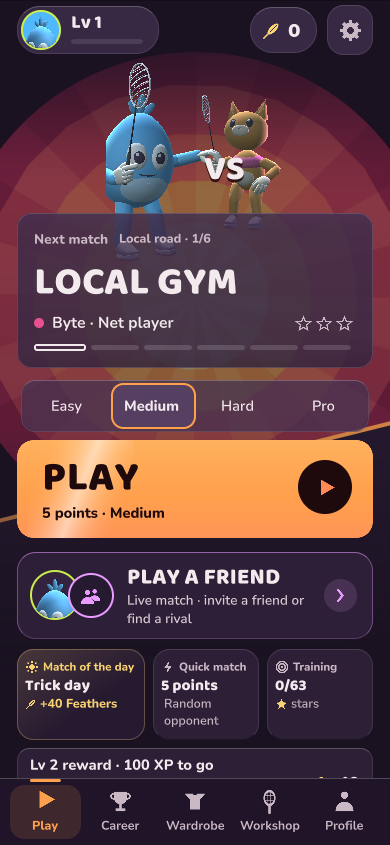 Lv 1
0
VS
Next match Local road · 1/6
LOCAL GYM
Byte · Net player
Easy Medium Hard Pro
PLAY
5 points · Medium
PLAY A FRIEND
Live match · invite a friend or
find a rival
Match of the day
Trick day
+40 Feathers
Quick match
5 points
Random
opponent
Training
0/63
stars
Lv 2 reward · 100 XP to go
Play Career Wardrobe Workshop Profile